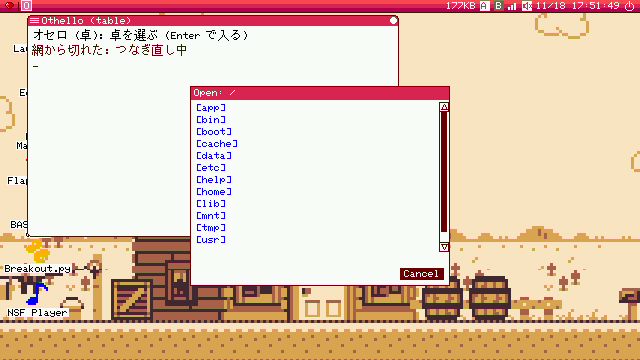 177KB A B 11/18 17:51:49
Othello (table)
オセロ (卓): 卓を選ぶ (Enter で入る)
網から切れた: つなぎ直し中
_
Open: /
[app]
[bin]
[boot]
[cache]
[data]
[etc]
[help]
[home]
[lib]
[mnt]
[tmp]
[usr]
Cancel
Breakout.py
NSF Player